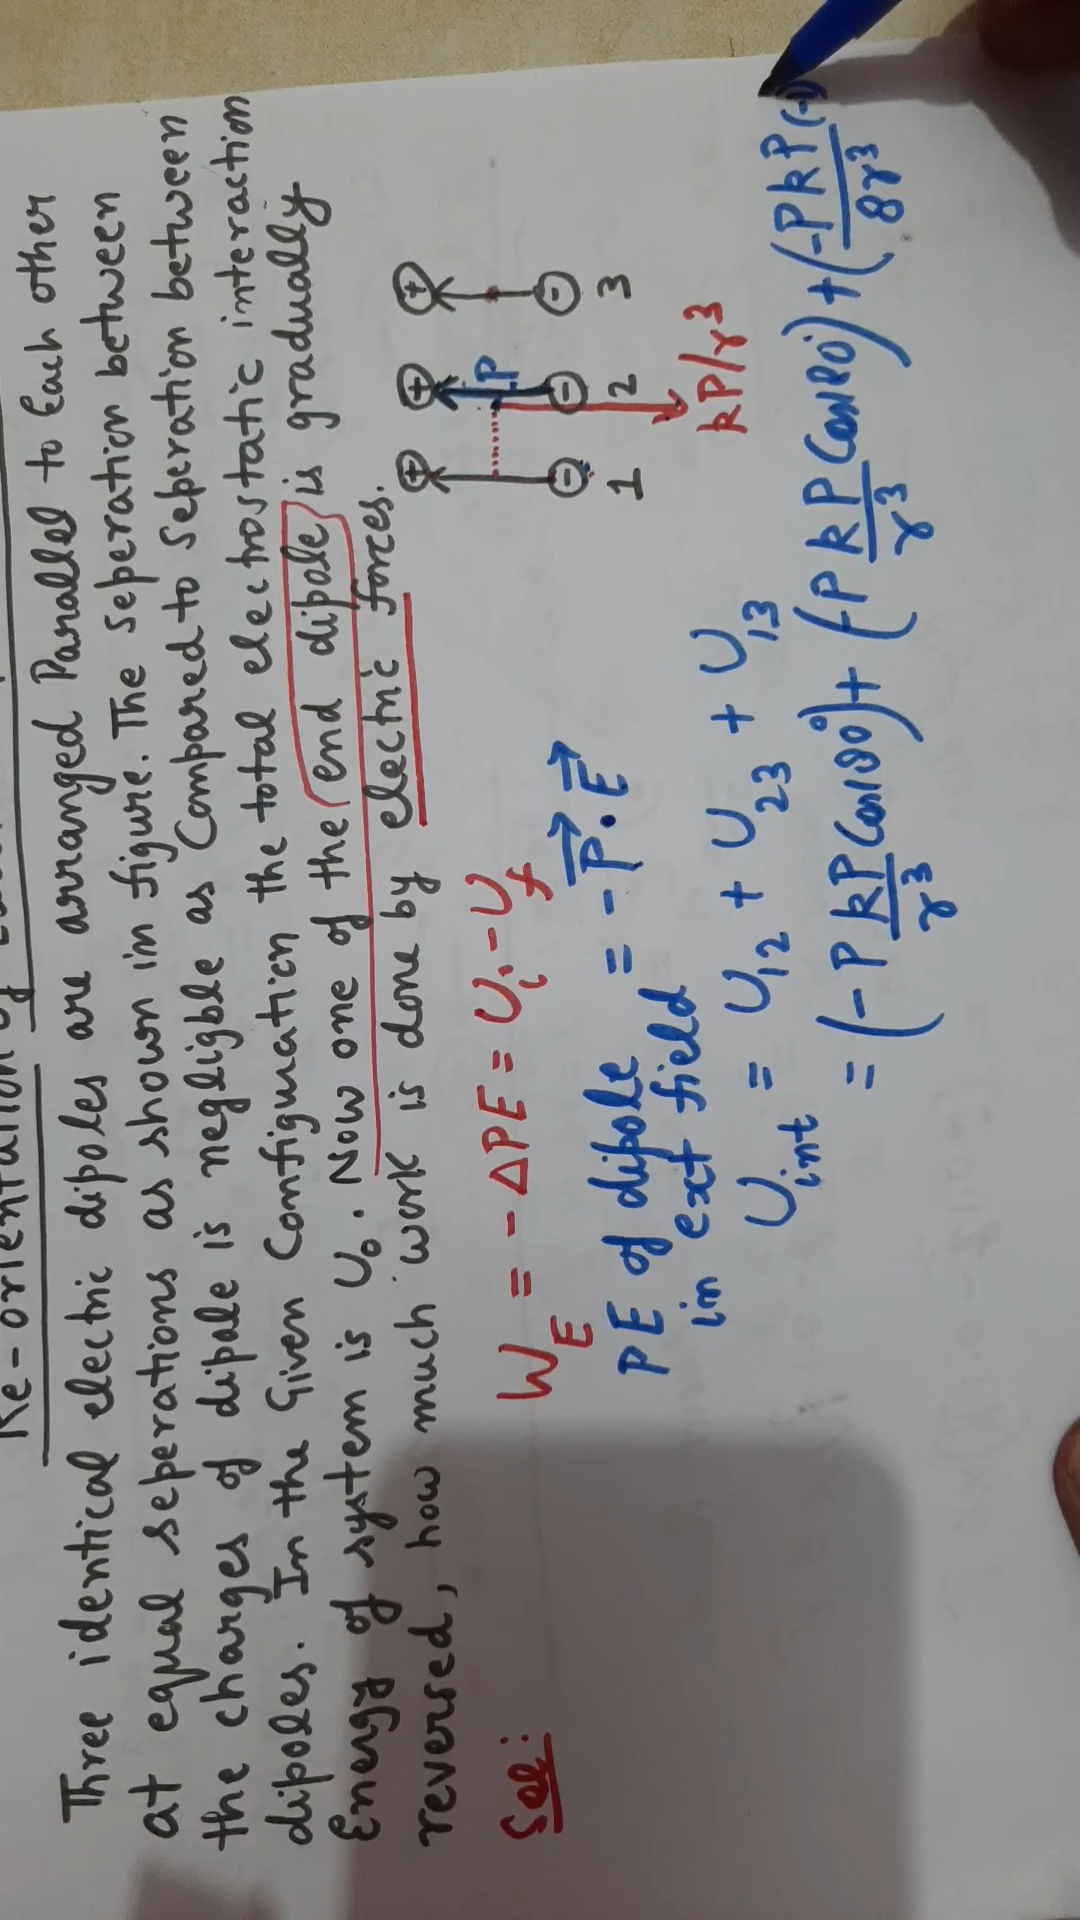 Re-orientation of
Three identical electric dipoles are arranged Parallel to Each other
at equal seperations as shown in figure. The seperation between
the charges of dipole is negligble as Compared to seperation between
dipoles. In the Given Configuration the total electrostatic interaction
Energy of system is U₀. Now one of the end dipole is gradually
reversed, how much work is done by electric forces.
+ + +
P
- - -
1 2 3
kP/r³
Sol:
W_E = - ΔPE = U_i - U_f
PE of dipole = - P⃗ . E⃗
in ext field
U_int = U₁₂ + U₂₃ + U₁₃
= (- P kP/r³ Cos180°) + (-P kP/r³ Cos180°) + (-P kP/8r³ (-1)